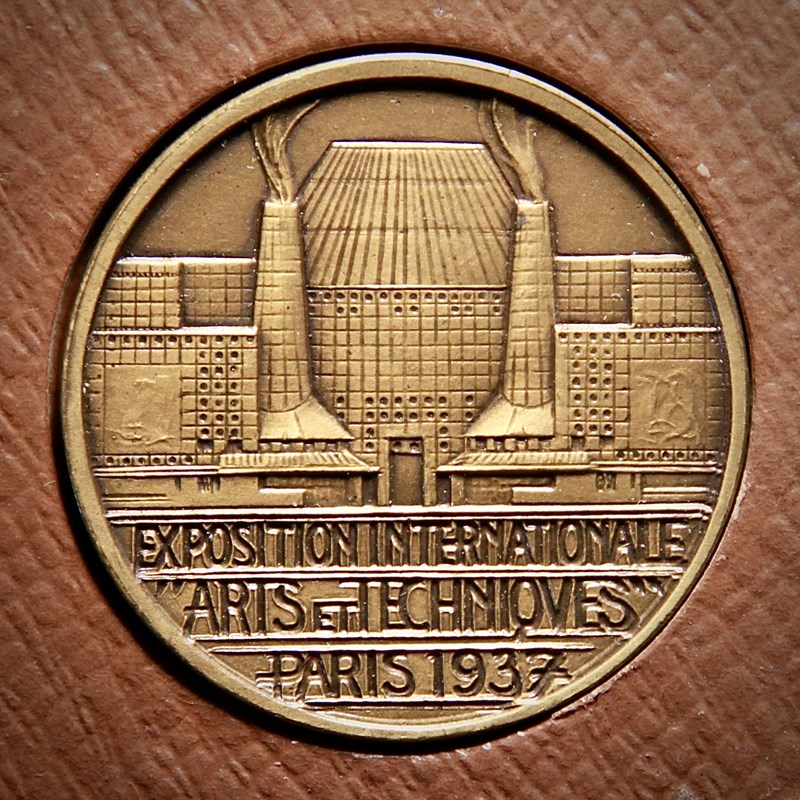 EXPOSITION INTERNATIONALE
"ARTS ET TECHNIQVES"
PARIS 1937